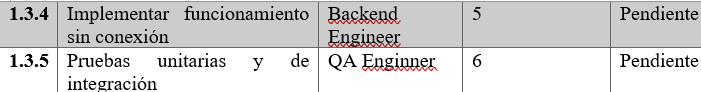 1.3.4 Implementar funcionamiento Backend 5 Pendiente
sin conexión Engineer
1.3.5 Pruebas unitarias y de QA Enginner 6 Pendiente
integración